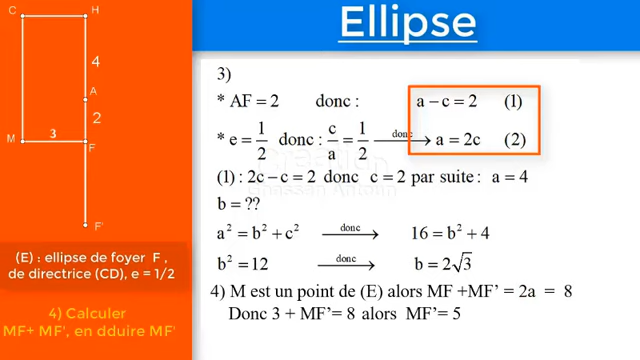 Ellipse
C
H
4
A
2
M
3
F
F'
(E) : ellipse de foyer F ,
de directrice (CD), e = 1/2
4) Calculer
MF+ MF', en dduire MF'
3)
* AF = 2 donc : a − c = 2 (1)
* e = 1/2 donc : c/a = 1/2 donc⟶ a = 2c (2)
(1) : 2c − c = 2 donc c = 2 par suite : a = 4
b = ??
a² = b² + c² donc⟶ 16 = b² + 4
b² = 12 donc⟶ b = 2√3
4) M est un point de (E) alors MF +MF' = 2a = 8
Donc 3 + MF'= 8 alors MF'= 5